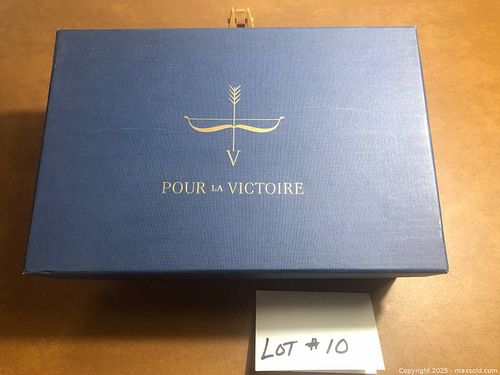 V
POUR LA VICTOIRE
LOT # 10
Copyright 2025 - maxsold.com